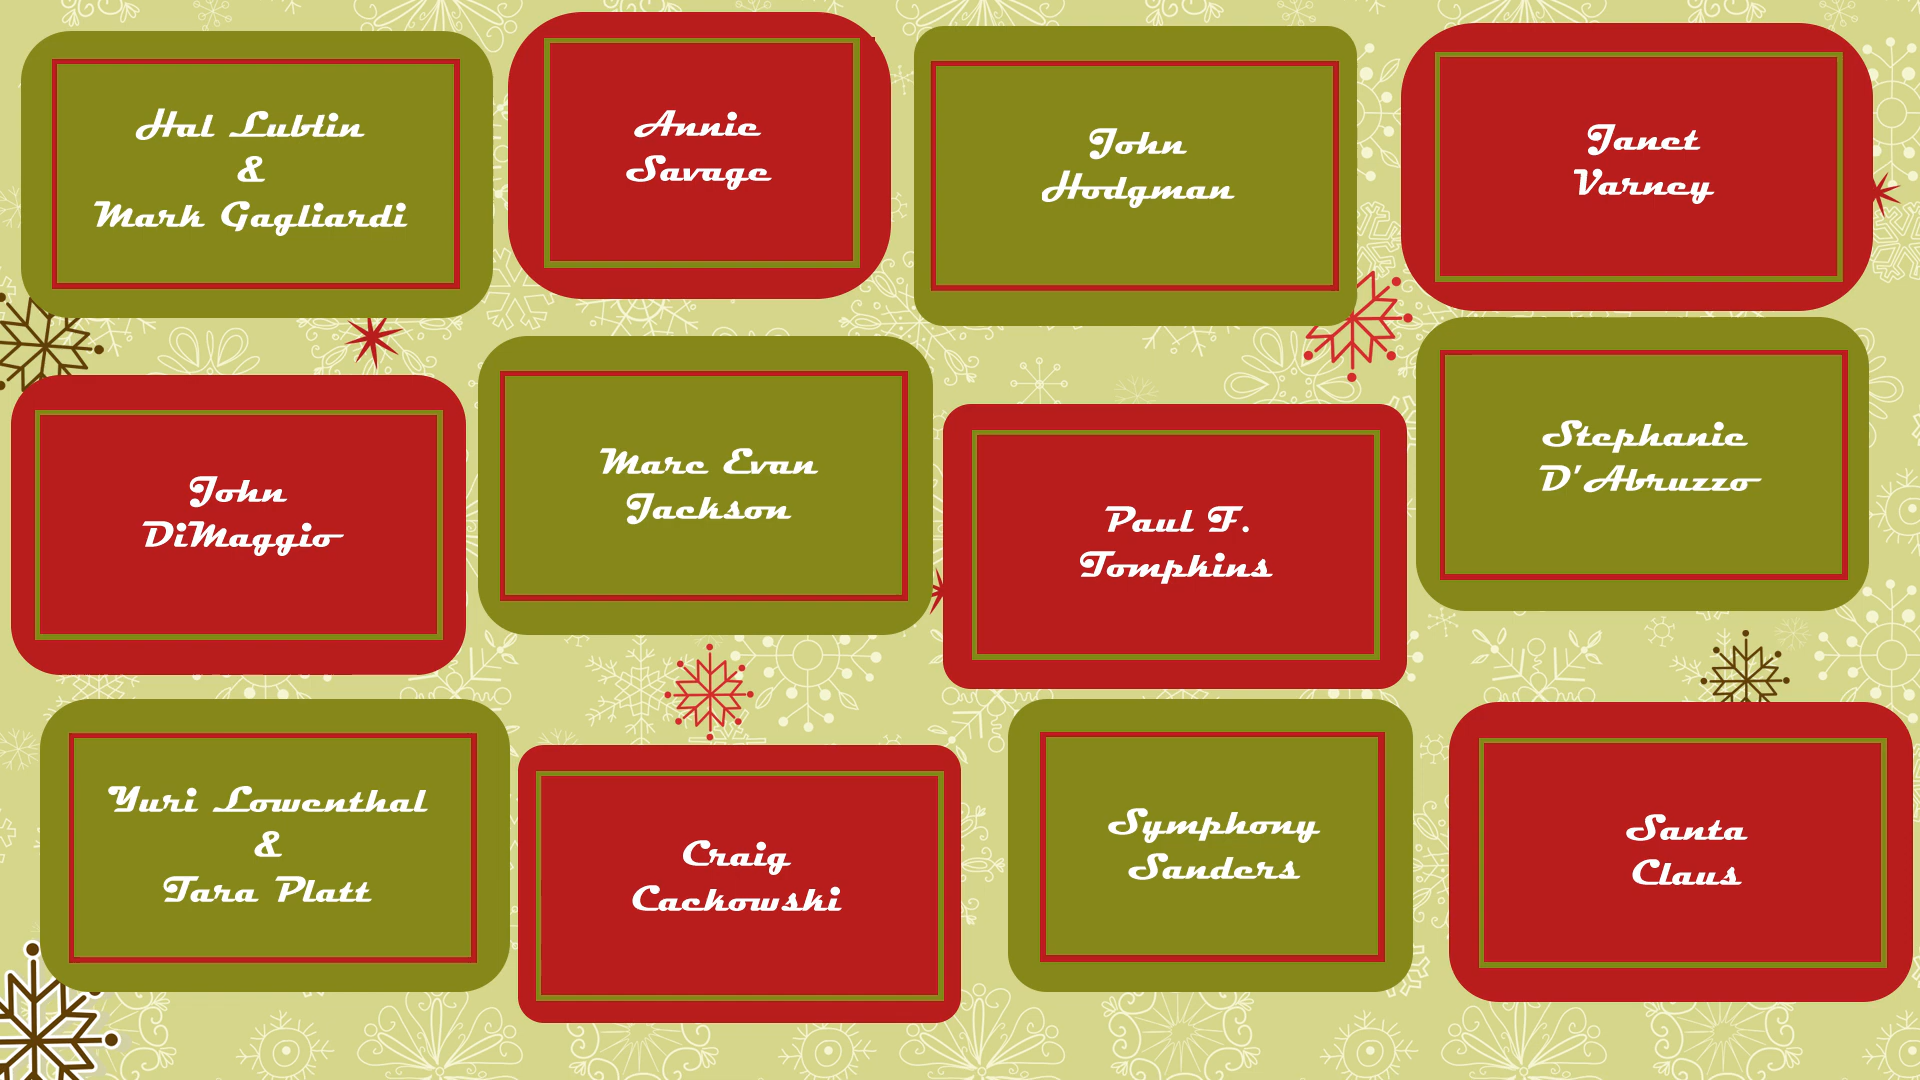 Hal Lublin
&
Mark Gagliardi
Annie
Savage
John
Hodgman
Janet
Varney
John
DiMaggio
Marc Evan
Jackson
Paul F.
Tompkins
Stephanie
D'Abruzzo
Yuri Lowenthal
&
Tara Platt
Craig
Cackowski
Symphony
Sanders
Santa
Claus